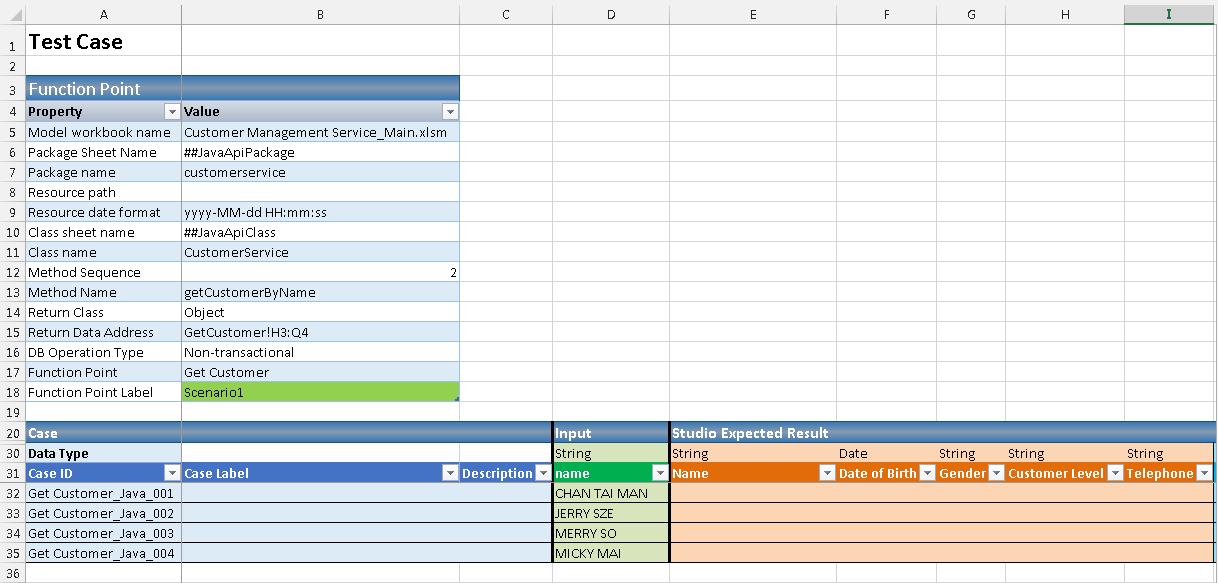 A B C D E F G H I
1 Test Case
2
3 Function Point
4 Property Value
5 Model workbook name Customer Management Service_Main.xlsm
6 Package Sheet Name ##JavaApiPackage
7 Package name customerservice
8 Resource path
9 Resource date format yyyy-MM-dd HH:mm:ss
10 Class sheet name ##JavaApiClass
11 Class name CustomerService
12 Method Sequence 2
13 Method Name getCustomerByName
14 Return Class Object
15 Return Data Address GetCustomer!H3:Q4
16 DB Operation Type Non-transactional
17 Function Point Get Customer
18 Function Point Label Scenario1
19
20 Case Input Studio Expected Result
30 Data Type String String Date String String String
31 Case ID Case Label Description name Name Date of Birth Gender Customer Level Telephone
32 Get Customer_Java_001 CHAN TAI MAN
33 Get Customer_Java_002 JERRY SZE
34 Get Customer_Java_003 MERRY SO
35 Get Customer_Java_004 MICKY MAI
36